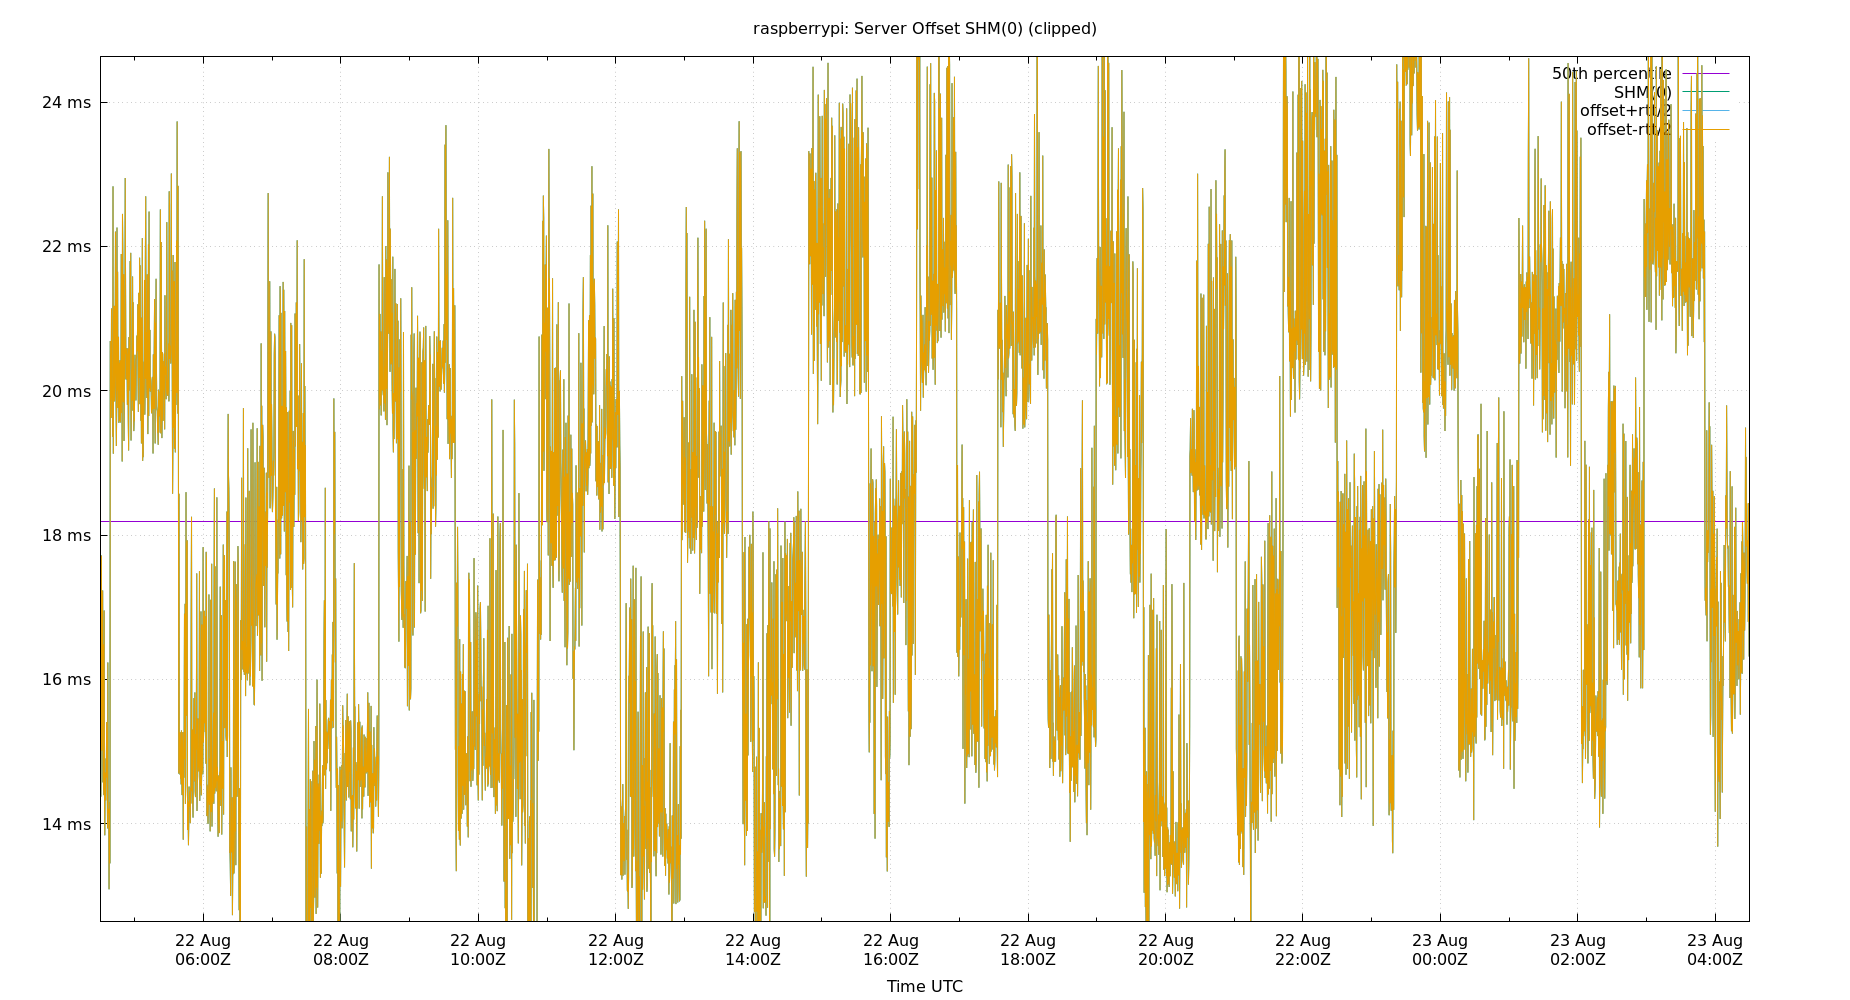 raspberrypi: Server Offset SHM(0) (clipped)
50th percentile
SHM(0)
offset+rtt/2
offset-rtt/2
24 ms
22 ms
20 ms
18 ms
16 ms
14 ms
22 Aug 22 Aug 22 Aug 22 Aug 22 Aug 22 Aug 22 Aug 22 Aug 22 Aug 23 Aug 23 Aug 23 Aug
06:00Z 08:00Z 10:00Z 12:00Z 14:00Z 16:00Z 18:00Z 20:00Z 22:00Z 00:00Z 02:00Z 04:00Z
Time UTC